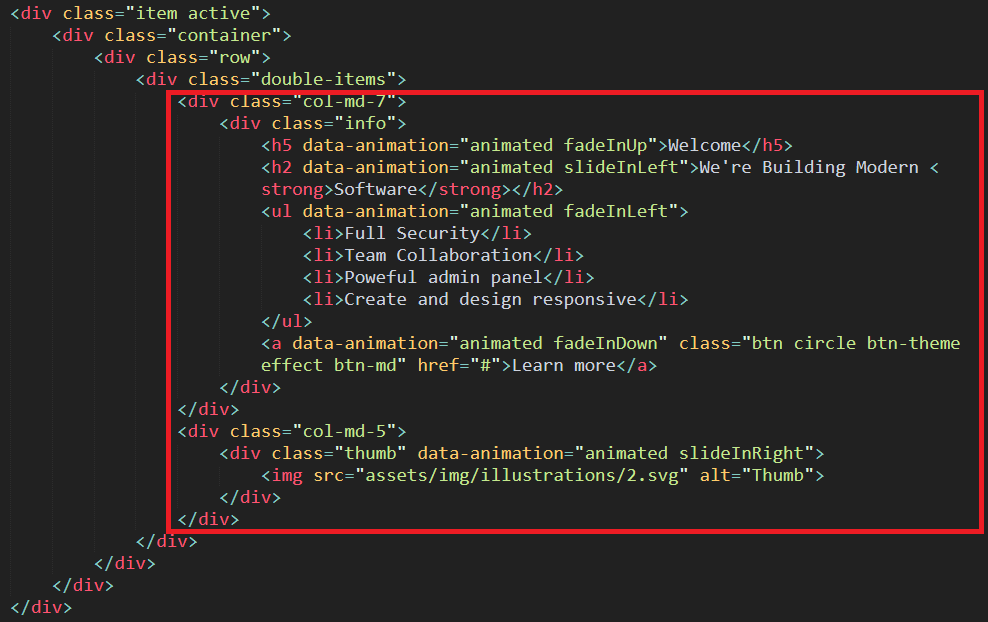 <div class="item active">
<div class="container">
<div class="row">
<div class="double-items">
<div class="col-md-7">
<div class="info">
<h5 data-animation="animated fadeInUp">Welcome</h5>
<h2 data-animation="animated slideInLeft">We're Building Modern <
strong>Software</strong></h2>
<ul data-animation="animated fadeInLeft">
<li>Full Security</li>
<li>Team Collaboration</li>
<li>Poweful admin panel</li>
<li>Create and design responsive</li>
</ul>
<a data-animation="animated fadeInDown" class="btn circle btn-theme
effect btn-md" href="#">Learn more</a>
</div>
</div>
<div class="col-md-5">
<div class="thumb" data-animation="animated slideInRight">
<img src="assets/img/illustrations/2.svg" alt="Thumb">
</div>
</div>
</div>
</div>
</div>
</div>